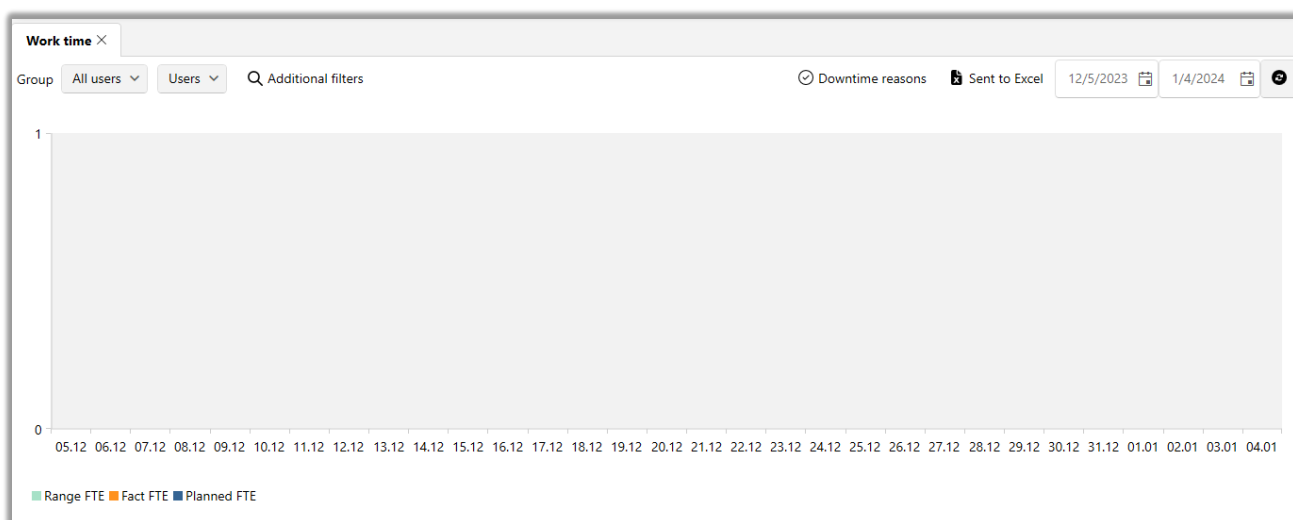 Work time
Group All users Users Additional filters Downtime reasons Sent to Excel 12/5/2023 1/4/2024
1
0
05.12 06.12 07.12 08.12 09.12 10.12 11.12 12.12 13.12 14.12 15.12 16.12 17.12 18.12 19.12 20.12 21.12 22.12 23.12 24.12 25.12 26.12 27.12 28.12 29.12 30.12 31.12 01.01 02.01 03.01 04.01
Range FTE Fact FTE Planned FTE